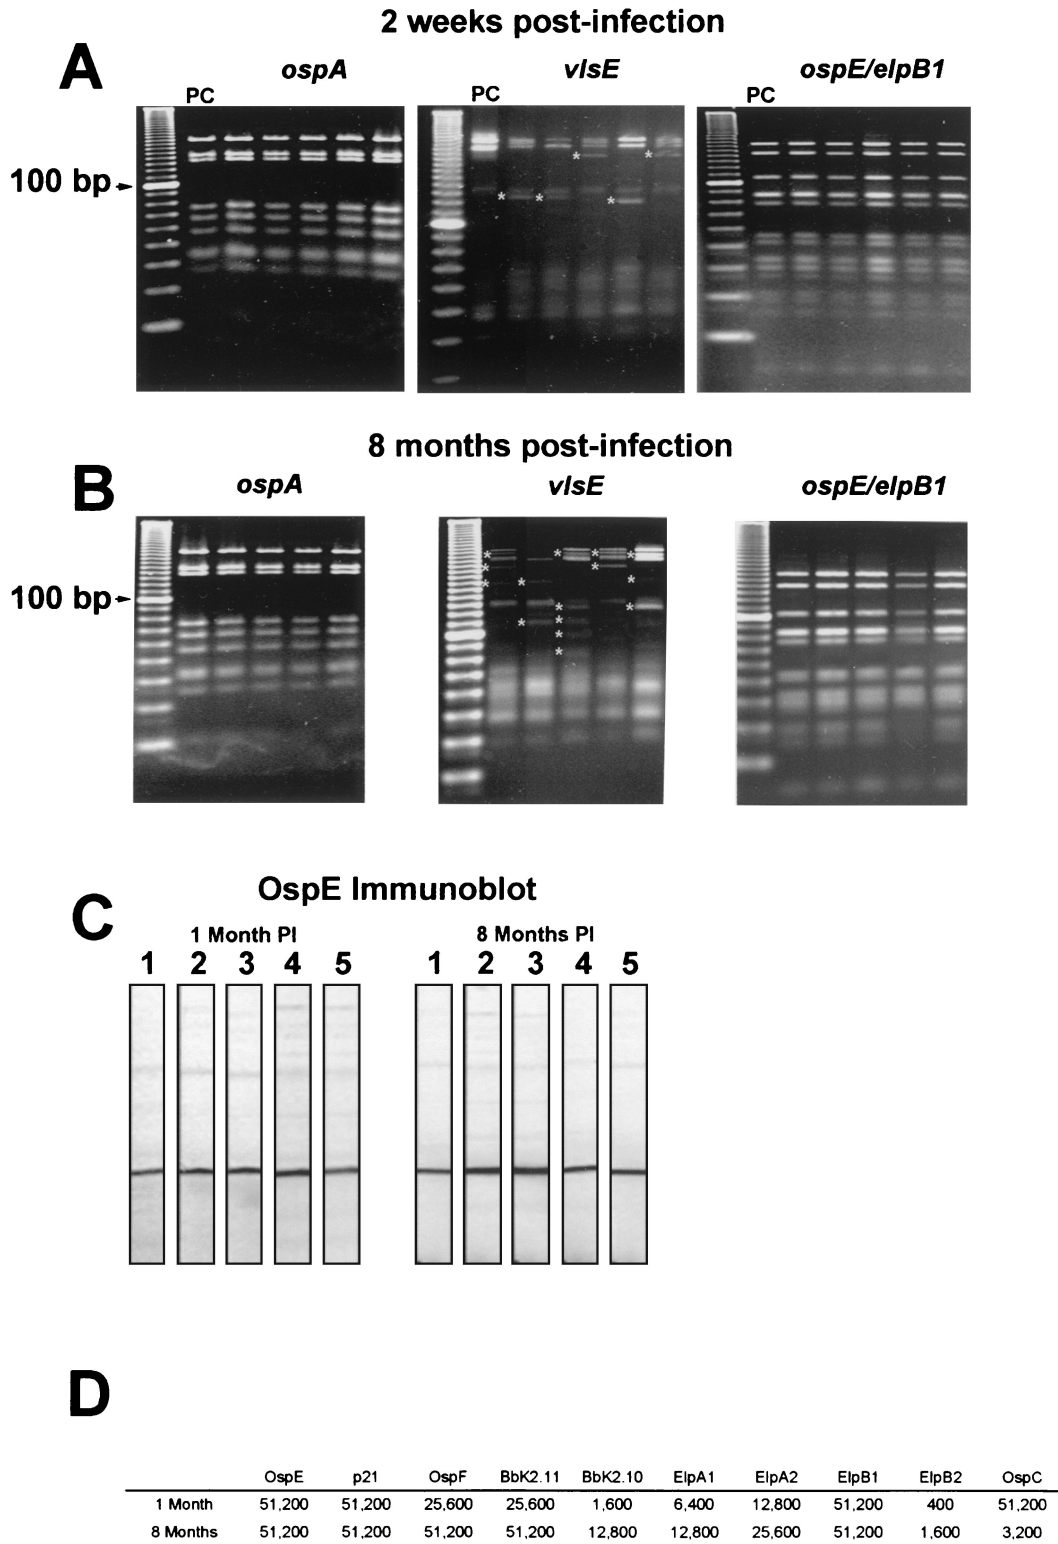 2 weeks post-infection
A
ospA
vlsE
ospE/elpB1
PC
PC
PC
100 bp
* * * * *
8 months post-infection
B
ospA
vlsE
ospE/elpB1
100 bp
* * * * * * * * * * * * *
OspE Immunoblot
C
1 Month PI
8 Months PI
1 2 3 4 5
1 2 3 4 5
D
OspE p21 OspF BbK2.11 BbK2.10 ElpA1 ElpA2 ElpB1 ElpB2 OspC
1 Month 51,200 51,200 25,600 25,600 1,600 6,400 12,800 51,200 400 51,200
8 Months 51,200 51,200 51,200 51,200 12,800 12,800 25,600 51,200 1,600 3,200